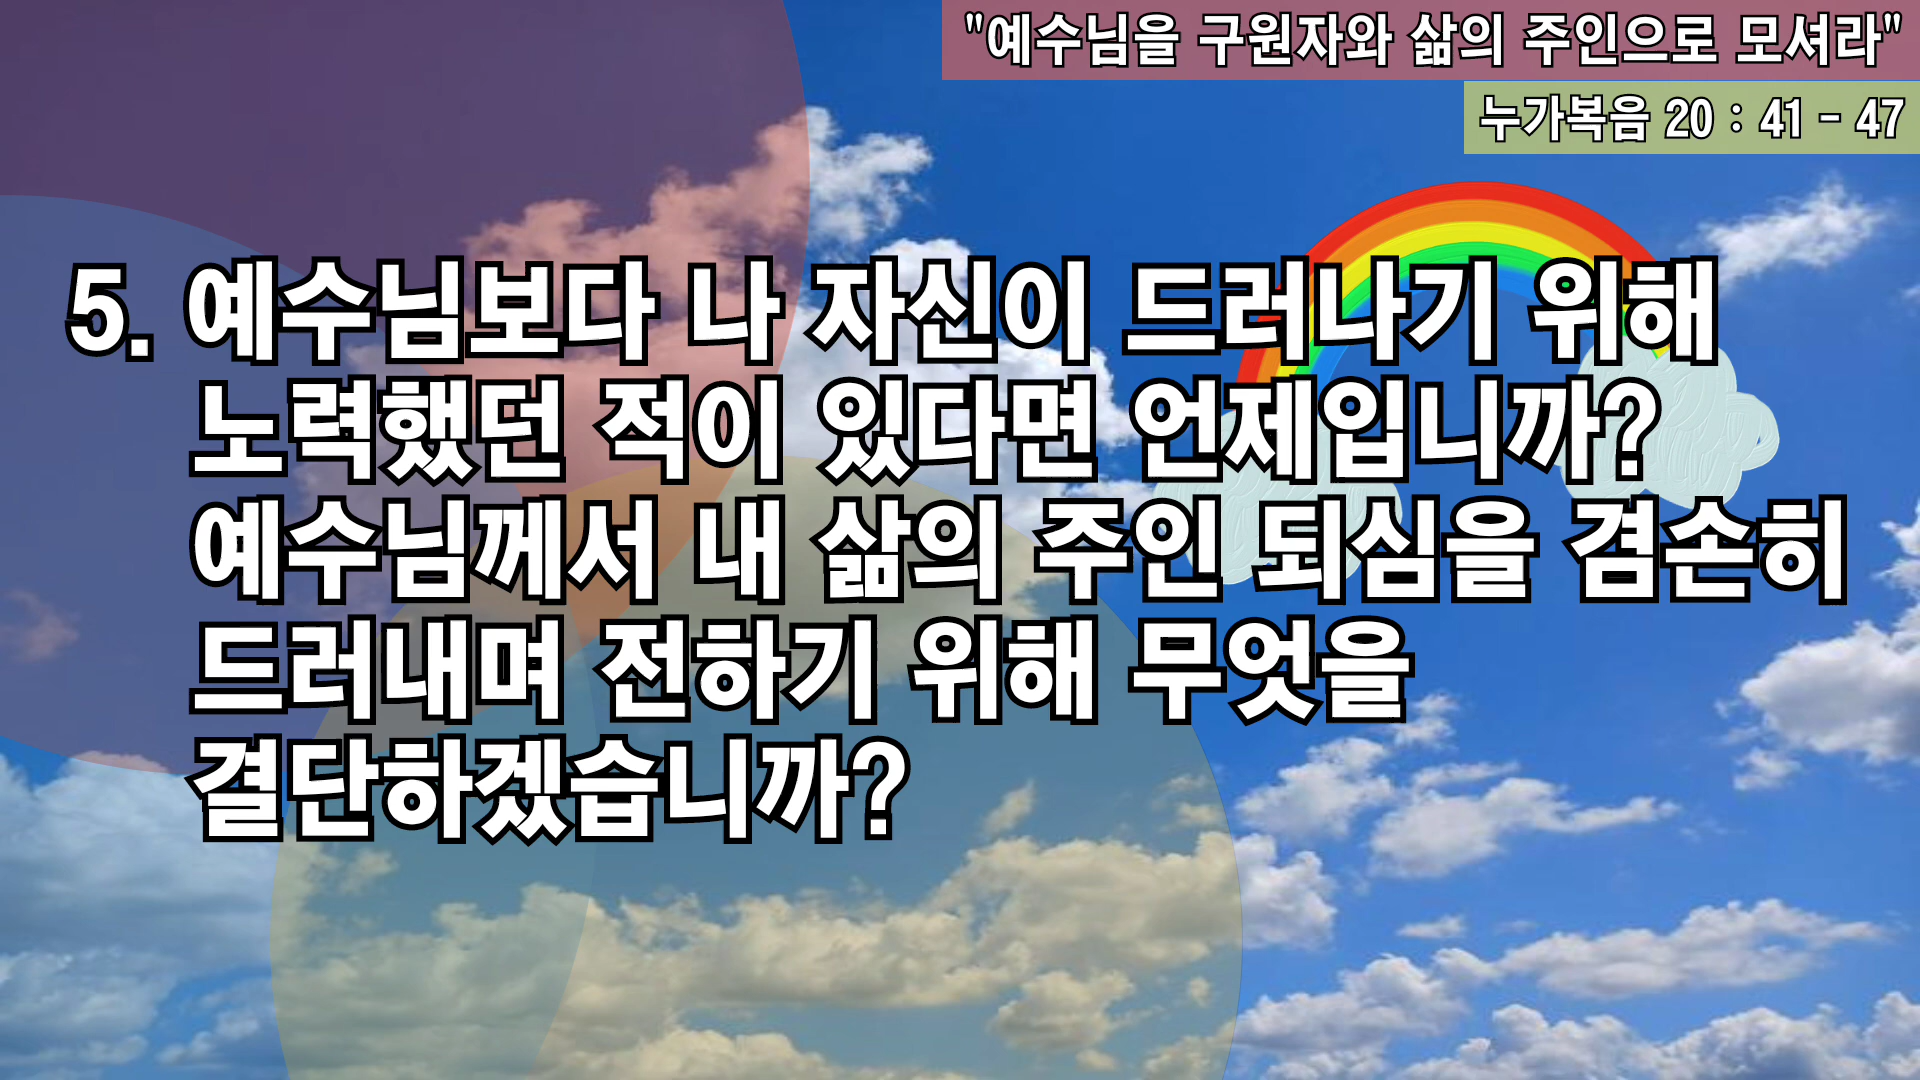 "예수님을 구원자와 삶의 주인으로 모셔라"
누가복음 20 : 41 - 47
5. 예수님보다 나 자신이 드러나기 위해
노력했던 적이 있다면 언제입니까?
예수님께서 내 삶의 주인 되심을 겸손히
드러내며 전하기 위해 무엇을
결단하겠습니까?